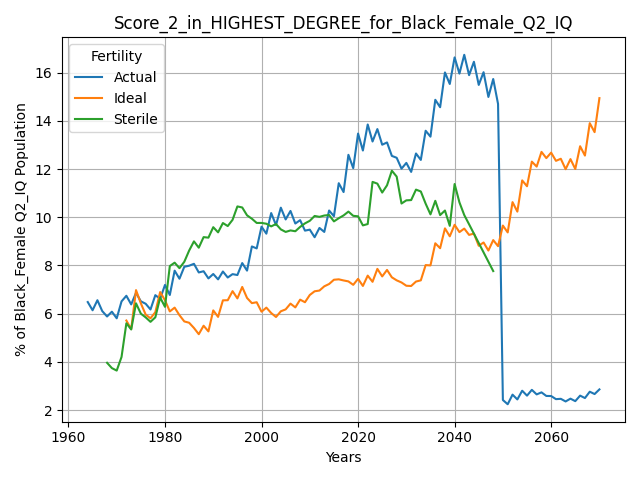 Score_2_in_HIGHEST_DEGREE_for_Black_Female_Q2_IQ
Fertility
Actual
Ideal
Sterile
% of Black_Female Q2_IQ Population
16
14
12
10
8
6
4
2
1960
1980
2000
2020
2040
2060
Years